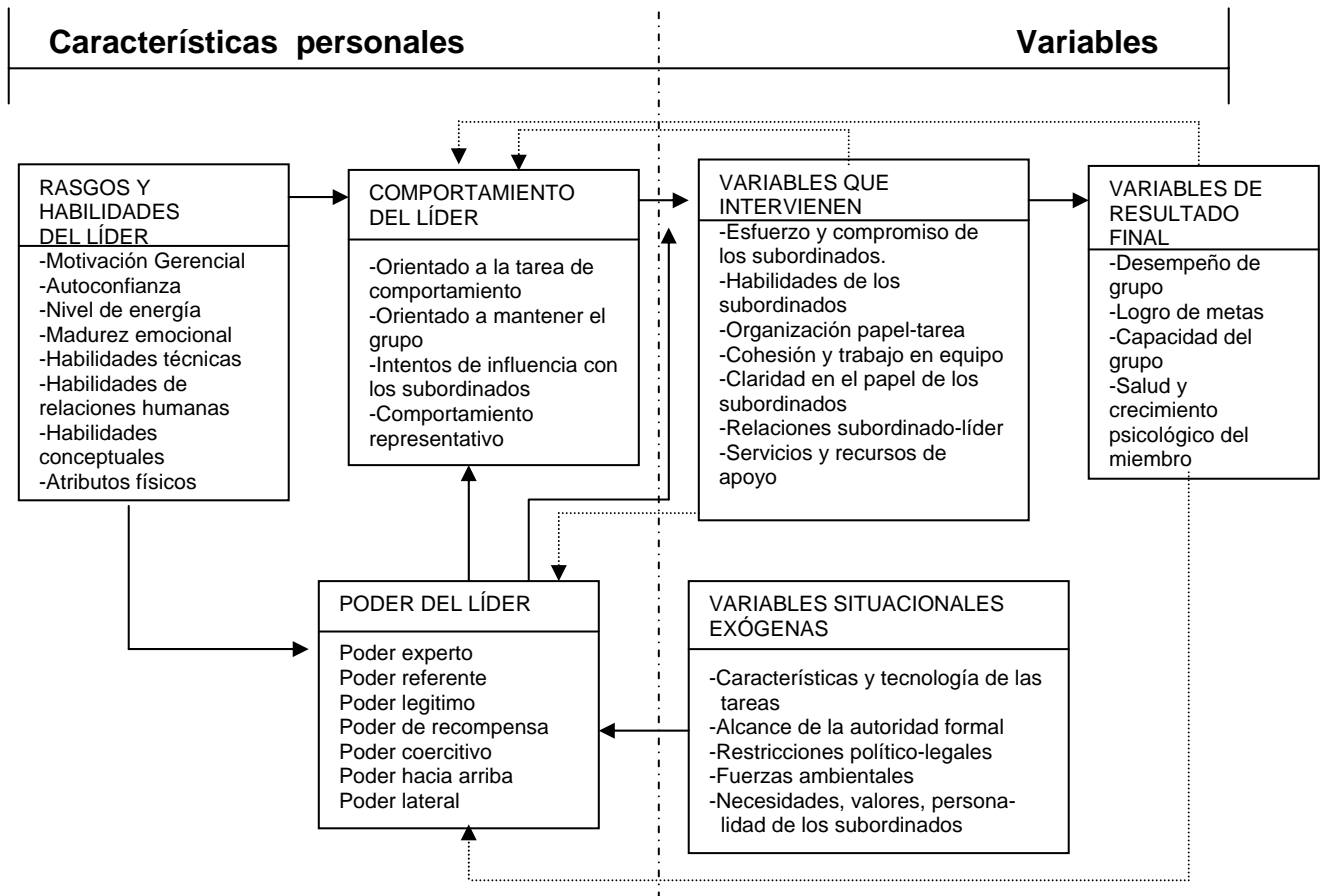 Características personales
Variables
RASGOS Y
HABILIDADES
DEL LÍDER
-Motivación Gerencial
-Autoconfianza
-Nivel de energía
-Madurez emocional
-Habilidades técnicas
-Habilidades de
relaciones humanas
-Habilidades
conceptuales
-Atributos físicos
COMPORTAMIENTO
DEL LÍDER
-Orientado a la tarea de
comportamiento
-Orientado a mantener el
grupo
-Intentos de influencia con
los subordinados
-Comportamiento
representativo
VARIABLES QUE
INTERVIENEN
-Esfuerzo y compromiso de
los subordinados.
-Habilidades de los
subordinados
-Organización papel-tarea
-Cohesión y trabajo en equipo
-Claridad en el papel de los
subordinados
-Relaciones subordinado-líder
-Servicios y recursos de
apoyo
VARIABLES DE
RESULTADO
FINAL
-Desempeño de
grupo
-Logro de metas
-Capacidad del
grupo
-Salud y
crecimiento
psicológico del
miembro
PODER DEL LÍDER
Poder experto
Poder referente
Poder legitimo
Poder de recompensa
Poder coercitivo
Poder hacia arriba
Poder lateral
VARIABLES SITUACIONALES
EXÓGENAS
-Características y tecnología de las
tareas
-Alcance de la autoridad formal
-Restricciones político-legales
-Fuerzas ambientales
-Necesidades, valores, persona-
lidad de los subordinados